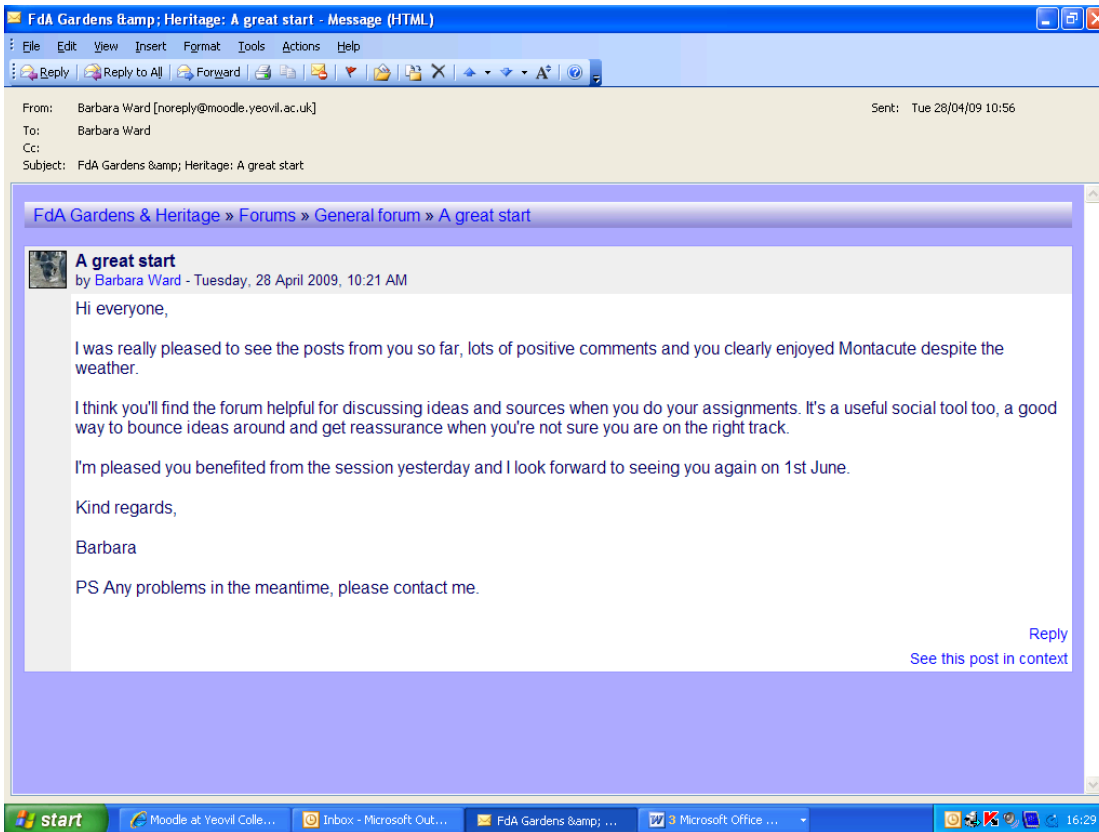 FdA Gardens &amp; Heritage: A great start - Message (HTML)
File Edit View Insert Format Tools Actions Help
Reply Reply to All Forward
From: Barbara Ward [noreply@moodle.yeovil.ac.uk] Sent: Tue 28/04/09 10:56
To: Barbara Ward
Cc:
Subject: FdA Gardens &amp; Heritage: A great start
FdA Gardens & Heritage » Forums » General forum » A great start
A great start
by Barbara Ward - Tuesday, 28 April 2009, 10:21 AM
Hi everyone,
I was really pleased to see the posts from you so far, lots of positive comments and you clearly enjoyed Montacute despite the
weather.
I think you'll find the forum helpful for discussing ideas and sources when you do your assignments. It's a useful social tool too, a good
way to bounce ideas around and get reassurance when you're not sure you are on the right track.
I'm pleased you benefited from the session yesterday and I look forward to seeing you again on 1st June.
Kind regards,
Barbara
PS Any problems in the meantime, please contact me.
Reply
See this post in context
start Moodle at Yeovil Colle... Inbox - Microsoft Out... FdA Gardens &amp; ... 3 Microsoft Office ... 16:29